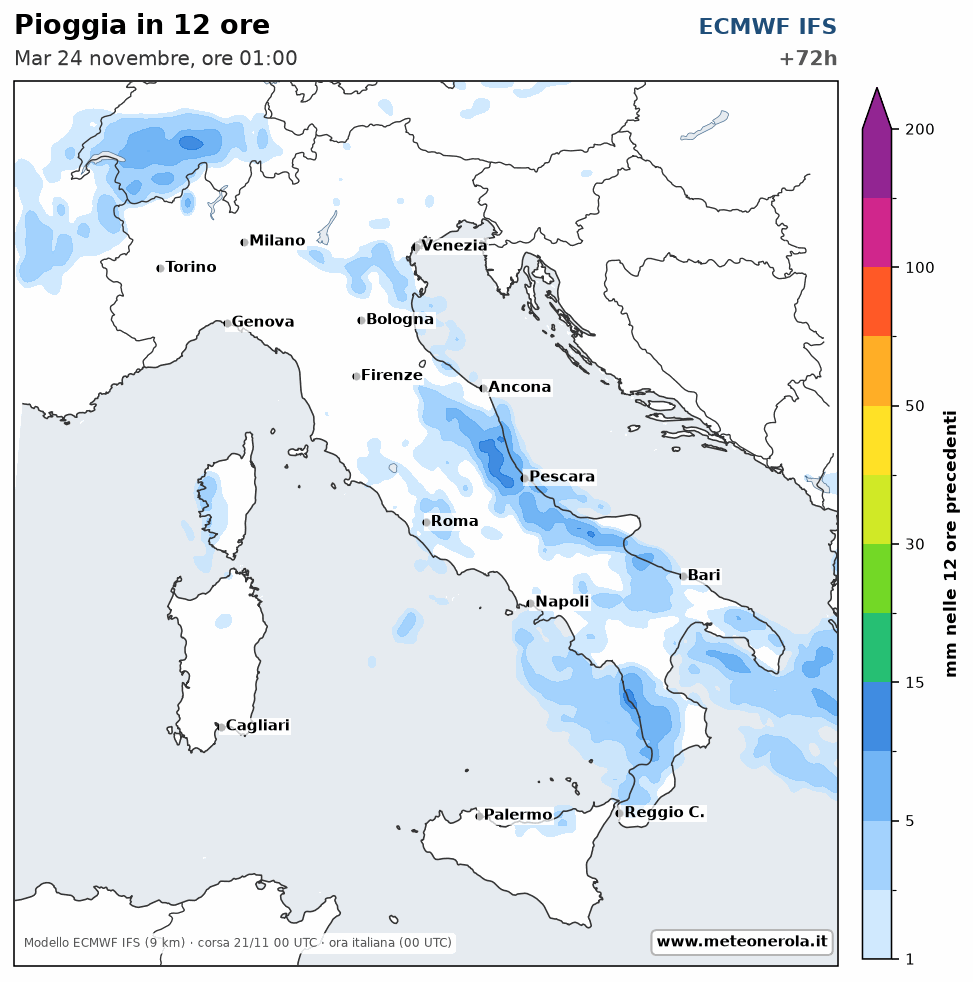 Pioggia in 12 ore
ECMWF IFS
Mar 24 novembre, ore 01:00
+72h
200
Milano
Venezia
Torino
100
Genova
Bologna
Firenze
Ancona
50
Pescara
Roma
30
Bari
Napoli
mm nelle 12 ore precedenti
15
Cagliari
Palermo
Reggio C.
5
Modello ECMWF IFS (9 km) · corsa 21/11 00 UTC · ora italiana (00 UTC)
www.meteonerola.it
1